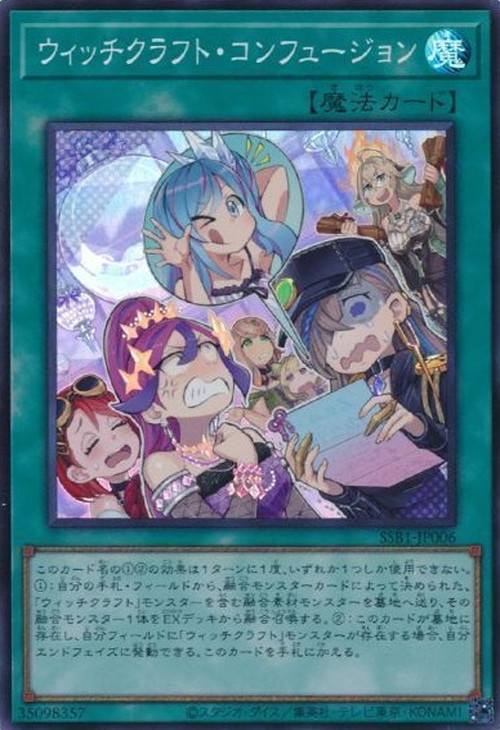 ウィッチクラフト・コンフュージョン
魔
【魔法カード】
SSB1-JP006
このカード名の①②の効果は1ターンに1度、いずれか1つしか使用できない。
①：自分の手札・フィールドから、融合モンスターカードによって決められた、
「ウィッチクラフト」モンスターを含む融合素材モンスターを墓地へ送り、その
融合モンスター1体をEXデッキから融合召喚する。②：このカードが墓地に
存在し、自分フィールドに「ウィッチクラフト」モンスターが存在する場合、自分
エンドフェイズに発動できる。このカードを手札に加える。
35098357
©スタジオ・ダイス／集英社・テレビ東京・KONAMI